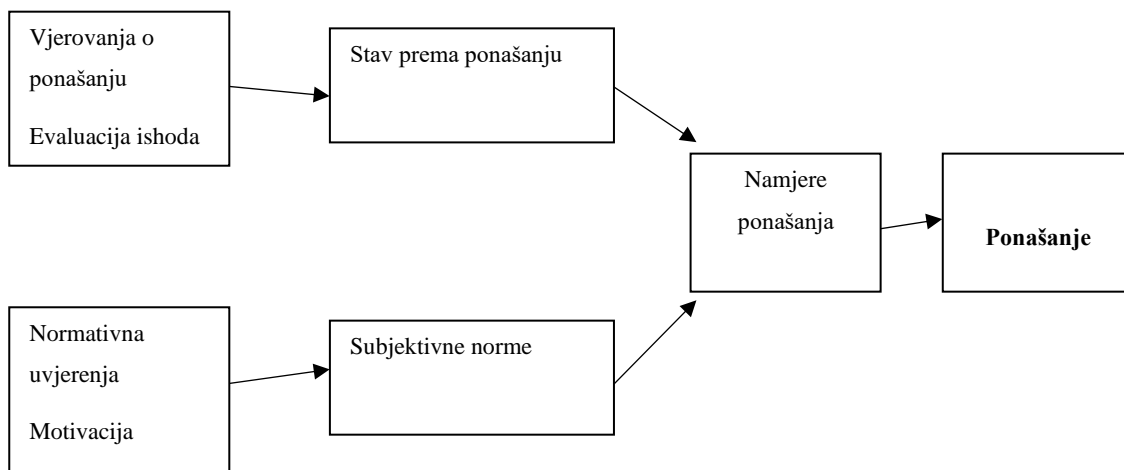 Vjerovanja o
ponašanju
Evaluacija ishoda
Stav prema ponašanju
Namjere
ponašanja
Ponašanje
Normativna
uvjerenja
Motivacija
Subjektivne norme